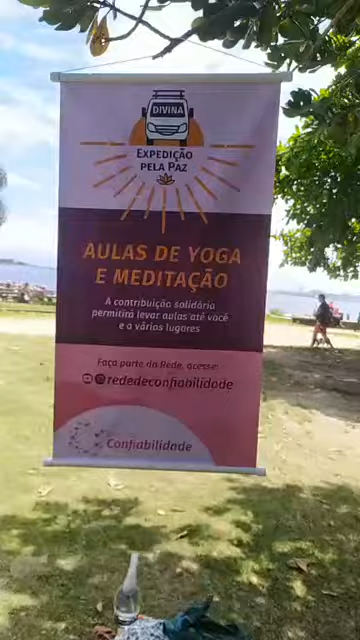 DIVINA
EXPEDIÇÃO
PELA PAZ
AULAS DE YOGA
E MEDITAÇÃO
A contribuição solidária
permitirá levar aulas até você
e a vários lugares
Faça parte da Rede, acesse:
rededeconfiabilidade
Confiabilidade